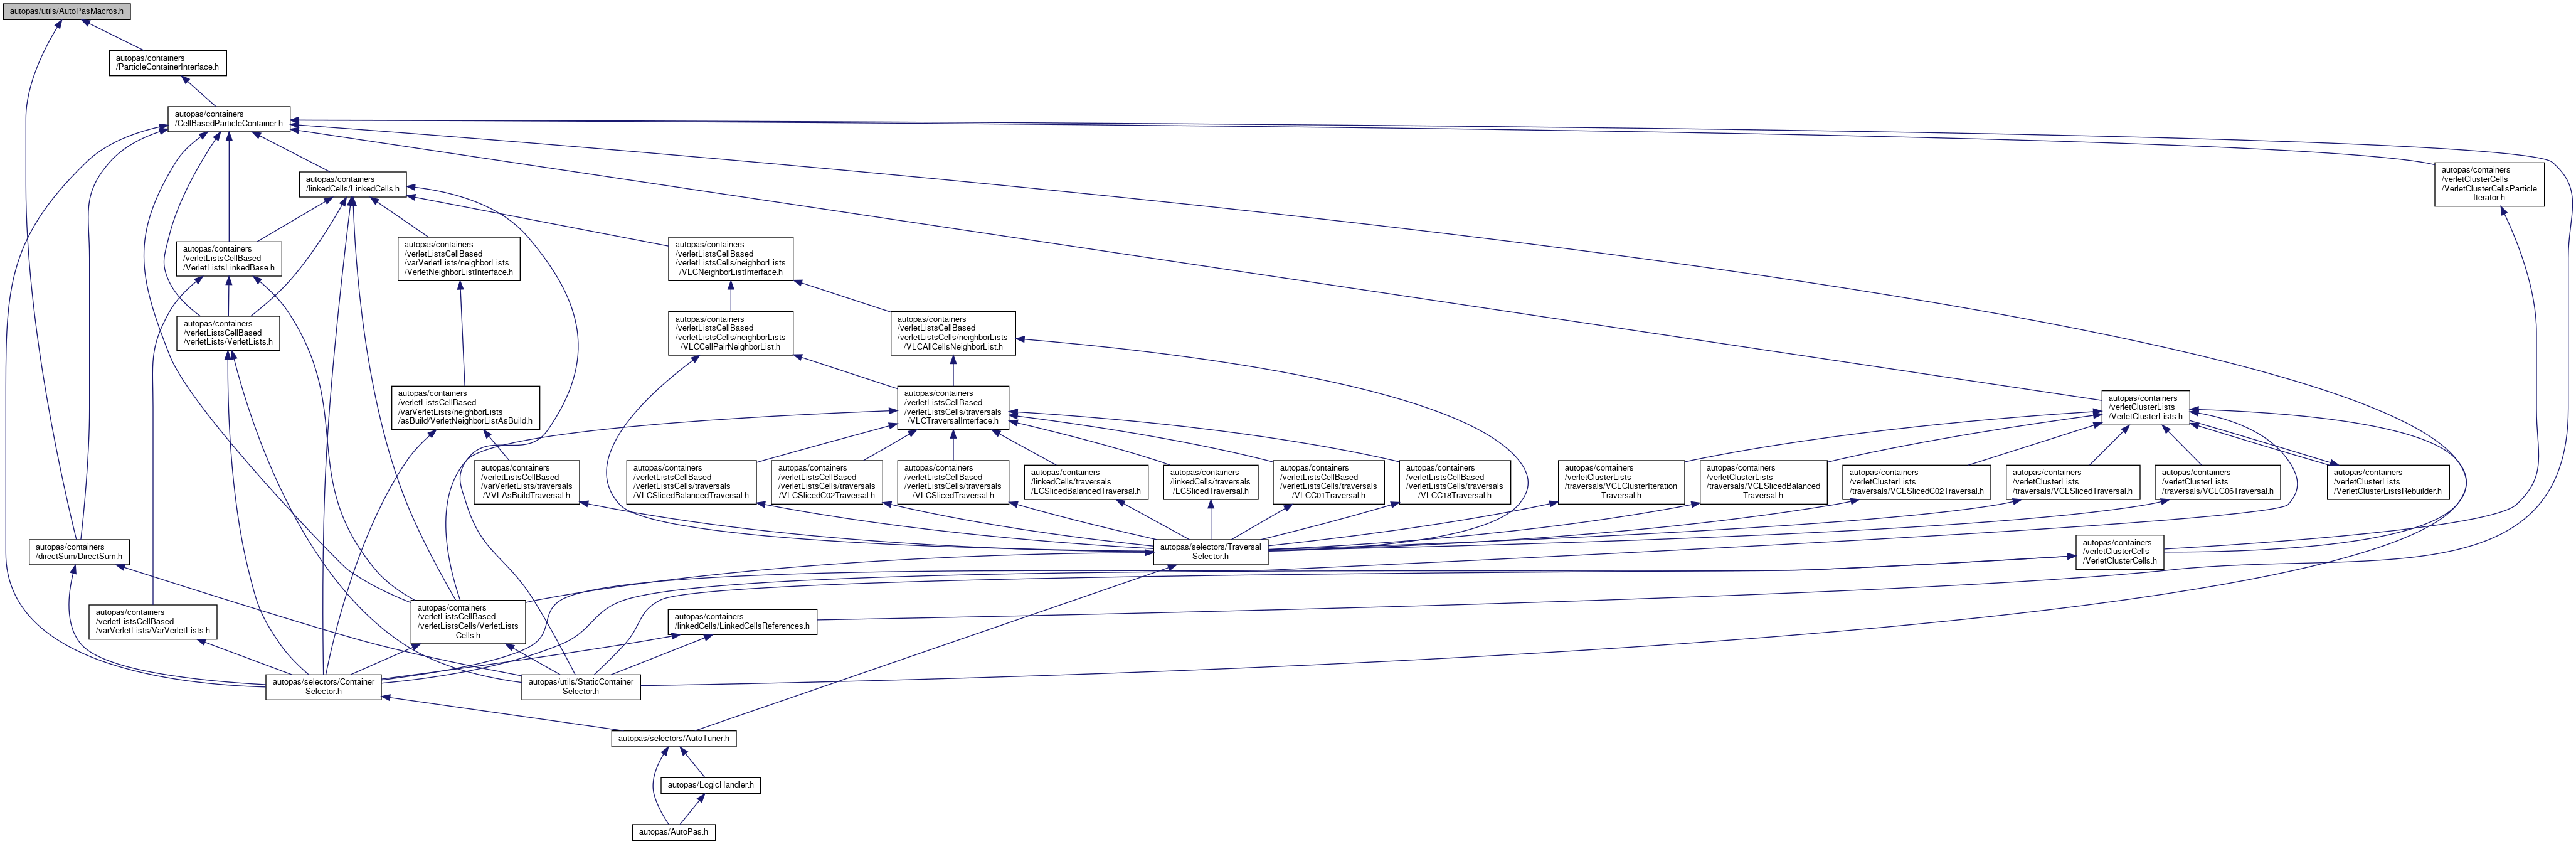 autopas/utils/AutoPasMacros.h
autopas/containers
/ParticleContainerInterface.h
autopas/containers
/CellBasedParticleContainer.h
autopas/containers
/linkedCells/LinkedCells.h
autopas/containers
/verletClusterCells
/VerletClusterCellsParticle
Iterator.h
autopas/containers
/verletListsCellBased
/VerletListsLinkedBase.h
autopas/containers
/verletListsCellBased
/varVerletLists/neighborLists
/VerletNeighborListInterface.h
autopas/containers
/verletListsCellBased
/verletListsCells/neighborLists
/VLCNeighborListInterface.h
autopas/containers
/verletListsCellBased
/verletLists/VerletLists.h
autopas/containers
/verletListsCellBased
/verletListsCells/neighborLists
/VLCCellPairNeighborList.h
autopas/containers
/verletListsCellBased
/verletListsCells/neighborLists
/VLCAllCellsNeighborList.h
autopas/containers
/verletListsCellBased
/varVerletLists/neighborLists
/asBuild/VerletNeighborListAsBuild.h
autopas/containers
/verletListsCellBased
/verletListsCells/traversals
/VLCTraversalInterface.h
autopas/containers
/verletClusterLists
/VerletClusterLists.h
autopas/containers
/verletListsCellBased
/varVerletLists/traversals
/VVLAsBuildTraversal.h
autopas/containers
/verletListsCellBased
/verletListsCells/traversals
/VLCSlicedBalancedTraversal.h
autopas/containers
/verletListsCellBased
/verletListsCells/traversals
/VLCSlicedC02Traversal.h
autopas/containers
/verletListsCellBased
/verletListsCells/traversals
/VLCSlicedTraversal.h
autopas/containers
/linkedCells/traversals
/LCSlicedBalancedTraversal.h
autopas/containers
/linkedCells/traversals
/LCSlicedTraversal.h
autopas/containers
/verletListsCellBased
/verletListsCells/traversals
/VLCC01Traversal.h
autopas/containers
/verletListsCellBased
/verletListsCells/traversals
/VLCC18Traversal.h
autopas/containers
/verletClusterLists
/traversals/VCLClusterIteration
Traversal.h
autopas/containers
/verletClusterLists
/traversals/VCLSlicedBalanced
Traversal.h
autopas/containers
/verletClusterLists
/traversals/VCLSlicedC02Traversal.h
autopas/containers
/verletClusterLists
/traversals/VCLSlicedTraversal.h
autopas/containers
/verletClusterLists
/traversals/VCLC06Traversal.h
autopas/containers
/verletClusterLists
/VerletClusterListsRebuilder.h
autopas/containers
/directSum/DirectSum.h
autopas/selectors/Traversal
Selector.h
autopas/containers
/verletClusterCells
/VerletClusterCells.h
autopas/containers
/verletListsCellBased
/varVerletLists/VarVerletLists.h
autopas/containers
/verletListsCellBased
/verletListsCells/VerletLists
Cells.h
autopas/containers
/linkedCells/LinkedCellsReferences.h
autopas/selectors/Container
Selector.h
autopas/utils/StaticContainer
Selector.h
autopas/selectors/AutoTuner.h
autopas/LogicHandler.h
autopas/AutoPas.h